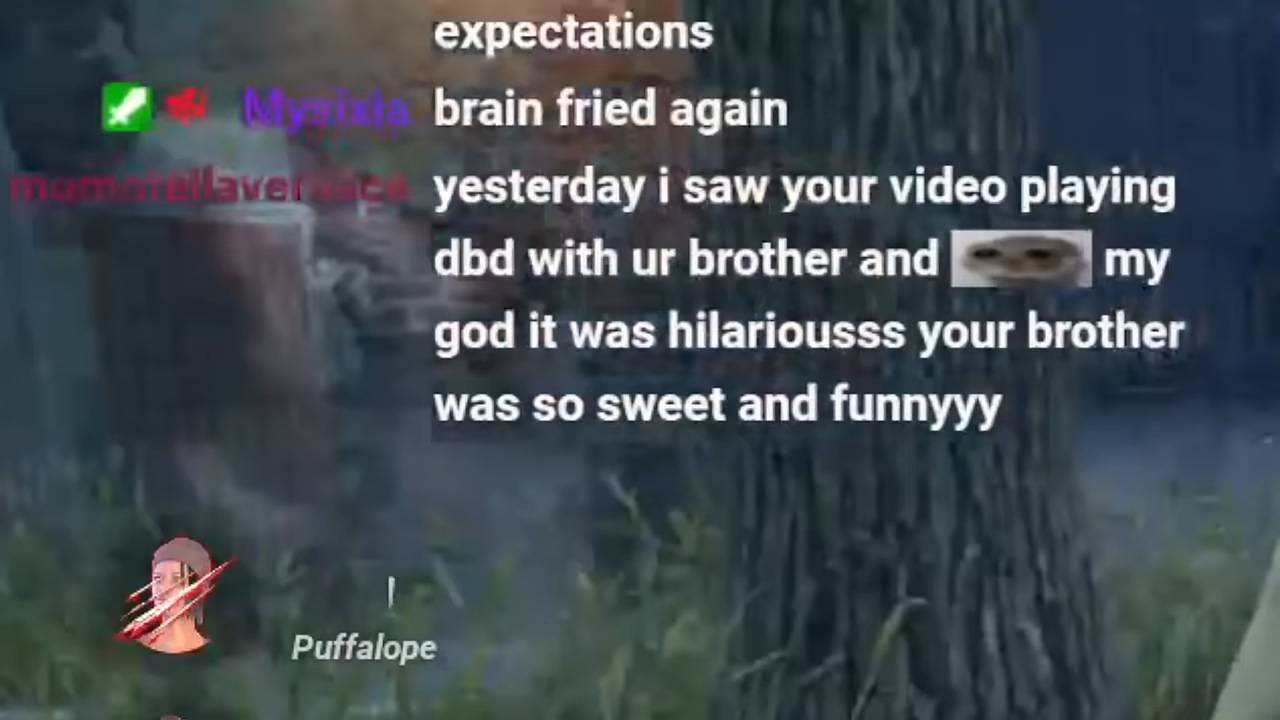 expectations
Mysixia brain fried again
yesterday i saw your video playing
dbd with ur brother and my
god it was hilariousss your brother
was so sweet and funnyyy
Puffalope